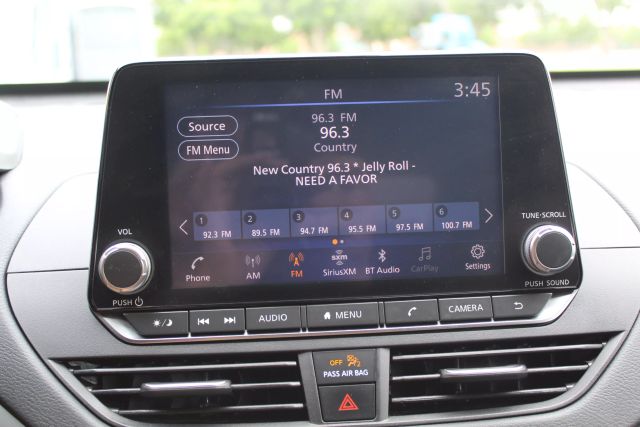 FM
3:45
Source
96.3 FM
96.3
FM Menu
Country
New Country 96.3 * Jelly Roll -
NEED A FAVOR
1 2 3 4 5 6
92.3 FM 89.5 FM 94.7 FM 95.5 FM 97.5 FM 100.7 FM
Phone
AM
FM
sxm
SiriusXM
BT Audio
CarPlay
Settings
VOL
PUSH
TUNE·SCROLL
PUSH SOUND
AUDIO
MENU
CAMERA
OFF
PASS AIR BAG